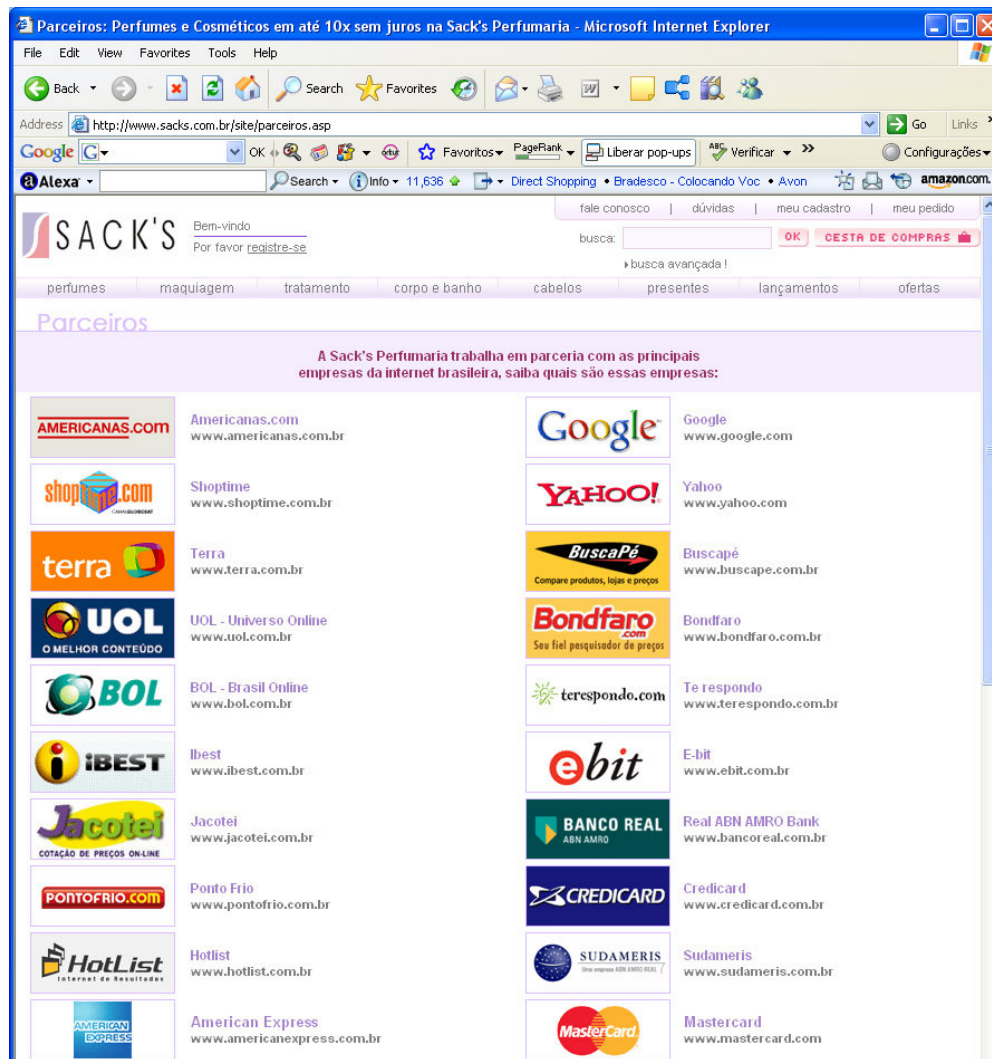 Parceiros: Perfumes e Cosméticos em até 10x sem juros na Sack's Perfumaria - Microsoft Internet Explorer
File Edit View Favorites Tools Help
Back Search Favorites
Address http://www.sacks.com.br/site/parceiros.asp Go Links
Google G OK Favoritos PageRank Liberar pop-ups ABC Verificar Configurações
Alexa Search Info 11,636 Direct Shopping • Bradesco - Colocando Voc • Avon amazon.com.
fale conosco | dúvidas | meu cadastro | meu pedido
SACK'S Bem-vindo
Por favor registre-se
busca: OK CESTA DE COMPRAS
busca avançada !
perfumes maquiagem tratamento corpo e banho cabelos presentes lançamentos ofertas
Parceiros
A Sack's Perfumaria trabalha em parceria com as principais
empresas da internet brasileira, saiba quais são essas empresas:
AMERICANAS.COM
Americanas.com
www.americanas.com.br
Google
Google
www.google.com
shoptime.com
CANAL GLOBOSAT
Shoptime
www.shoptime.com.br
YAHOO!
Yahoo
www.yahoo.com
terra
Terra
www.terra.com.br
BuscaPé
Compare produtos, lojas e preços
Buscapé
www.buscape.com.br
UOL
O MELHOR CONTEÚDO
UOL - Universo Online
www.uol.com.br
Bondfaro
.com
Seu fiel pesquisador de preços
Bondfaro
www.bondfaro.com.br
BOL
BOL - Brasil Online
www.bol.com.br
terespondo.com
Te respondo
www.terespondo.com.br
iBEST
Ibest
www.ibest.com.br
ebit
E-bit
www.ebit.com.br
Jacotei
COTAÇÃO DE PREÇOS ON-LINE
Jacotei
www.jacotei.com.br
BANCO REAL
ABN AMRO
Real ABN AMRO Bank
www.bancoreal.com.br
PONTOFRIO.COM
Ponto Frio
www.pontofrio.com.br
CREDICARD
Credicard
www.credicard.com.br
HotList
Internet de Resultados
Hotlist
www.hotlist.com.br
SUDAMERIS
Uma empresa ABN AMRO REAL
Sudameris
www.sudameris.com.br
AMERICAN
EXPRESS
American Express
www.americanexpress.com.br
MasterCard
Mastercard
www.mastercard.com